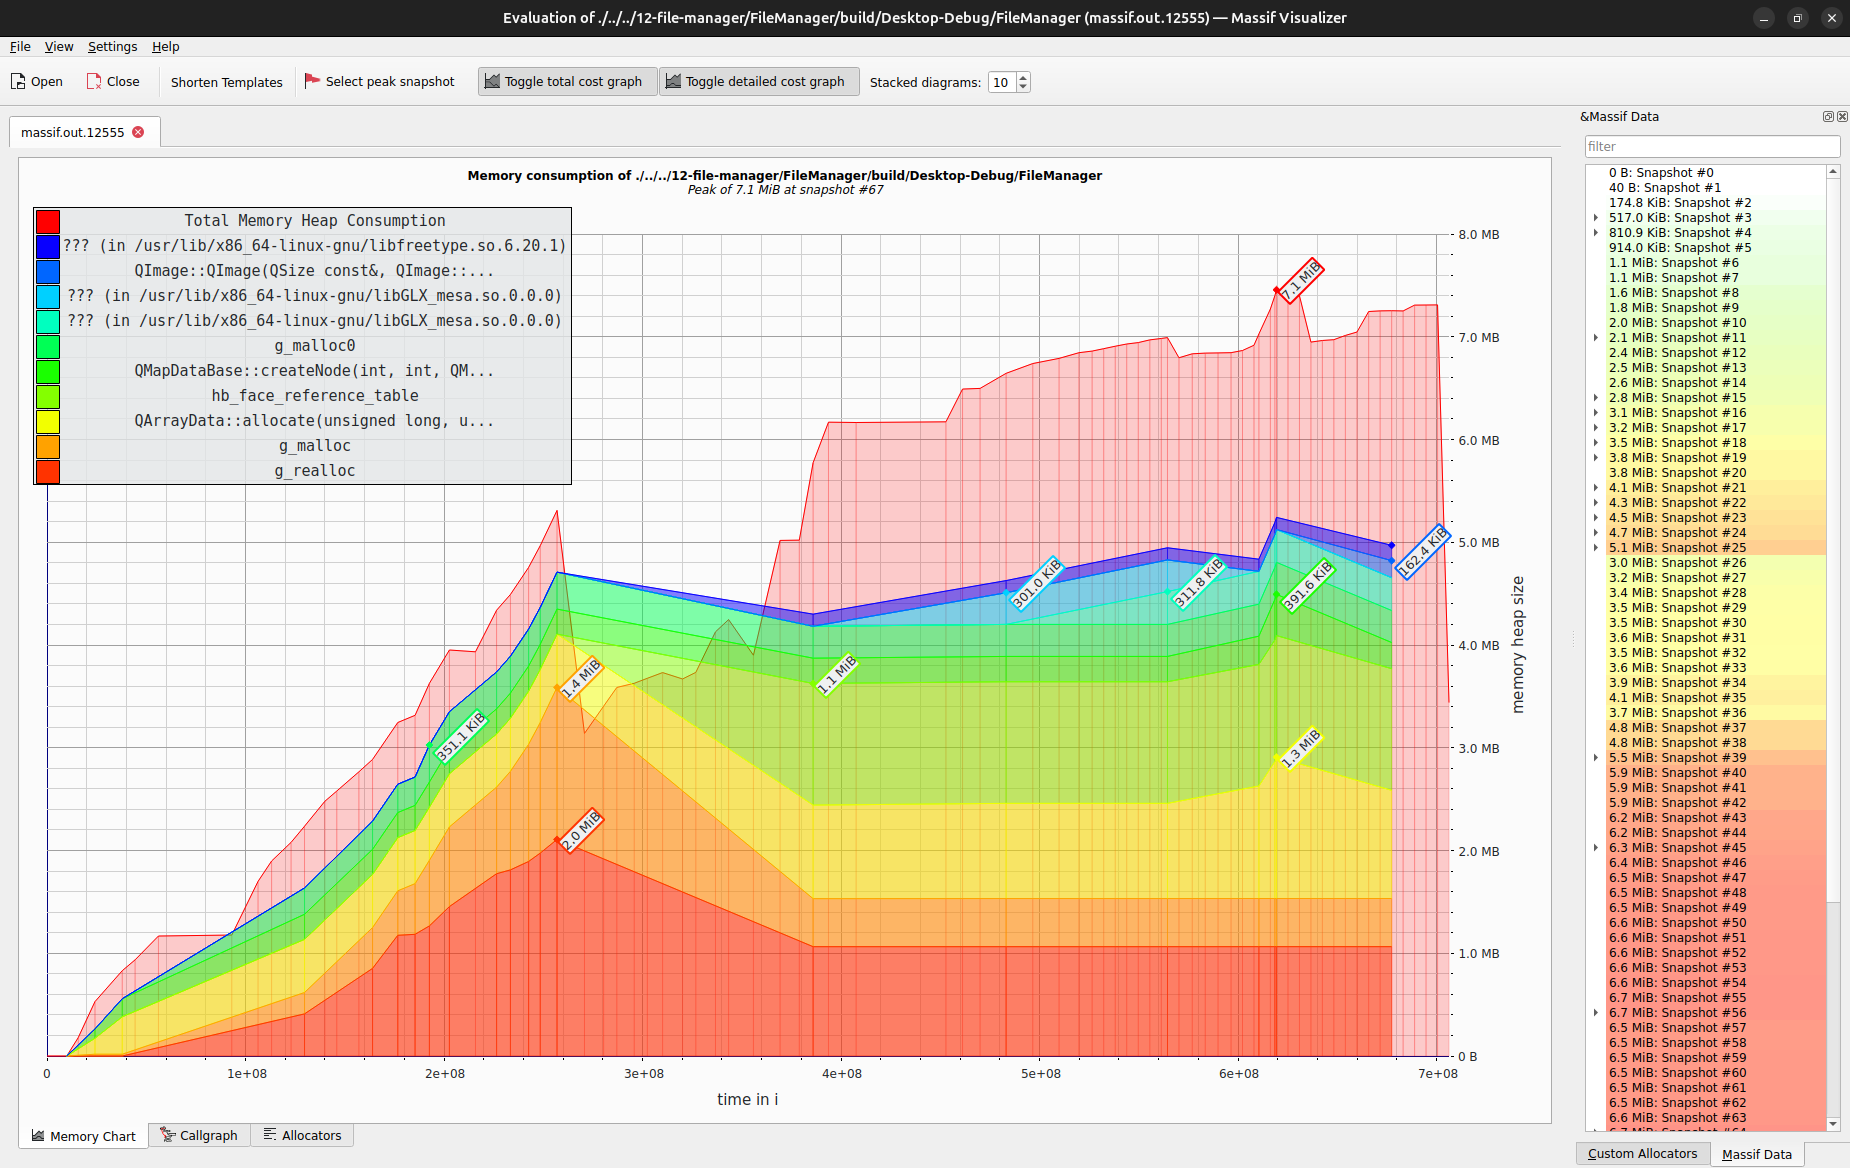 Evaluation of ./../../12-file-manager/FileManager/build/Desktop-Debug/FileManager (massif.out.12555) — Massif Visualizer
File View Settings Help
Open Close Shorten Templates Select peak snapshot Toggle total cost graph Toggle detailed cost graph Stacked diagrams: 10
massif.out.12555
Memory consumption of ./../../12-file-manager/FileManager/build/Desktop-Debug/FileManager
Peak of 7.1 MiB at snapshot #67
Total Memory Heap Consumption
??? (in /usr/lib/x86_64-linux-gnu/libfreetype.so.6.20.1)
QImage::QImage(QSize const&, QImage::...
??? (in /usr/lib/x86_64-linux-gnu/libGLX_mesa.so.0.0.0)
??? (in /usr/lib/x86_64-linux-gnu/libGLX_mesa.so.0.0.0)
g_malloc0
QMapDataBase::createNode(int, int, QM...
hb_face_reference_table
QArrayData::allocate(unsigned long, u...
g_malloc
g_realloc
8.0 MB
7.0 MB
6.0 MB
5.0 MB
4.0 MB
3.0 MB
2.0 MB
1.0 MB
0 B
memory heap size
7.1 MiB
162.4 KiB
301.0 KiB
311.8 KiB
391.6 KiB
1.4 MiB
1.1 MiB
351.1 KiB
1.3 MiB
2.0 MiB
0 1e+08 2e+08 3e+08 4e+08 5e+08 6e+08 7e+08
time in i
Memory Chart Callgraph Allocators
&Massif Data
filter
0 B: Snapshot #0
40 B: Snapshot #1
174.8 KiB: Snapshot #2
517.0 KiB: Snapshot #3
810.9 KiB: Snapshot #4
914.0 KiB: Snapshot #5
1.1 MiB: Snapshot #6
1.1 MiB: Snapshot #7
1.6 MiB: Snapshot #8
1.8 MiB: Snapshot #9
2.0 MiB: Snapshot #10
2.1 MiB: Snapshot #11
2.4 MiB: Snapshot #12
2.5 MiB: Snapshot #13
2.6 MiB: Snapshot #14
2.8 MiB: Snapshot #15
3.1 MiB: Snapshot #16
3.2 MiB: Snapshot #17
3.5 MiB: Snapshot #18
3.8 MiB: Snapshot #19
3.8 MiB: Snapshot #20
4.1 MiB: Snapshot #21
4.3 MiB: Snapshot #22
4.5 MiB: Snapshot #23
4.7 MiB: Snapshot #24
5.1 MiB: Snapshot #25
3.0 MiB: Snapshot #26
3.2 MiB: Snapshot #27
3.4 MiB: Snapshot #28
3.5 MiB: Snapshot #29
3.5 MiB: Snapshot #30
3.6 MiB: Snapshot #31
3.5 MiB: Snapshot #32
3.6 MiB: Snapshot #33
3.9 MiB: Snapshot #34
4.1 MiB: Snapshot #35
3.7 MiB: Snapshot #36
4.8 MiB: Snapshot #37
4.8 MiB: Snapshot #38
5.5 MiB: Snapshot #39
5.9 MiB: Snapshot #40
5.9 MiB: Snapshot #41
5.9 MiB: Snapshot #42
6.2 MiB: Snapshot #43
6.2 MiB: Snapshot #44
6.3 MiB: Snapshot #45
6.4 MiB: Snapshot #46
6.5 MiB: Snapshot #47
6.5 MiB: Snapshot #48
6.5 MiB: Snapshot #49
6.6 MiB: Snapshot #50
6.6 MiB: Snapshot #51
6.6 MiB: Snapshot #52
6.6 MiB: Snapshot #53
6.6 MiB: Snapshot #54
6.7 MiB: Snapshot #55
6.7 MiB: Snapshot #56
6.5 MiB: Snapshot #57
6.5 MiB: Snapshot #58
6.5 MiB: Snapshot #59
6.5 MiB: Snapshot #60
6.5 MiB: Snapshot #61
6.5 MiB: Snapshot #62
6.6 MiB: Snapshot #63
Custom Allocators Massif Data